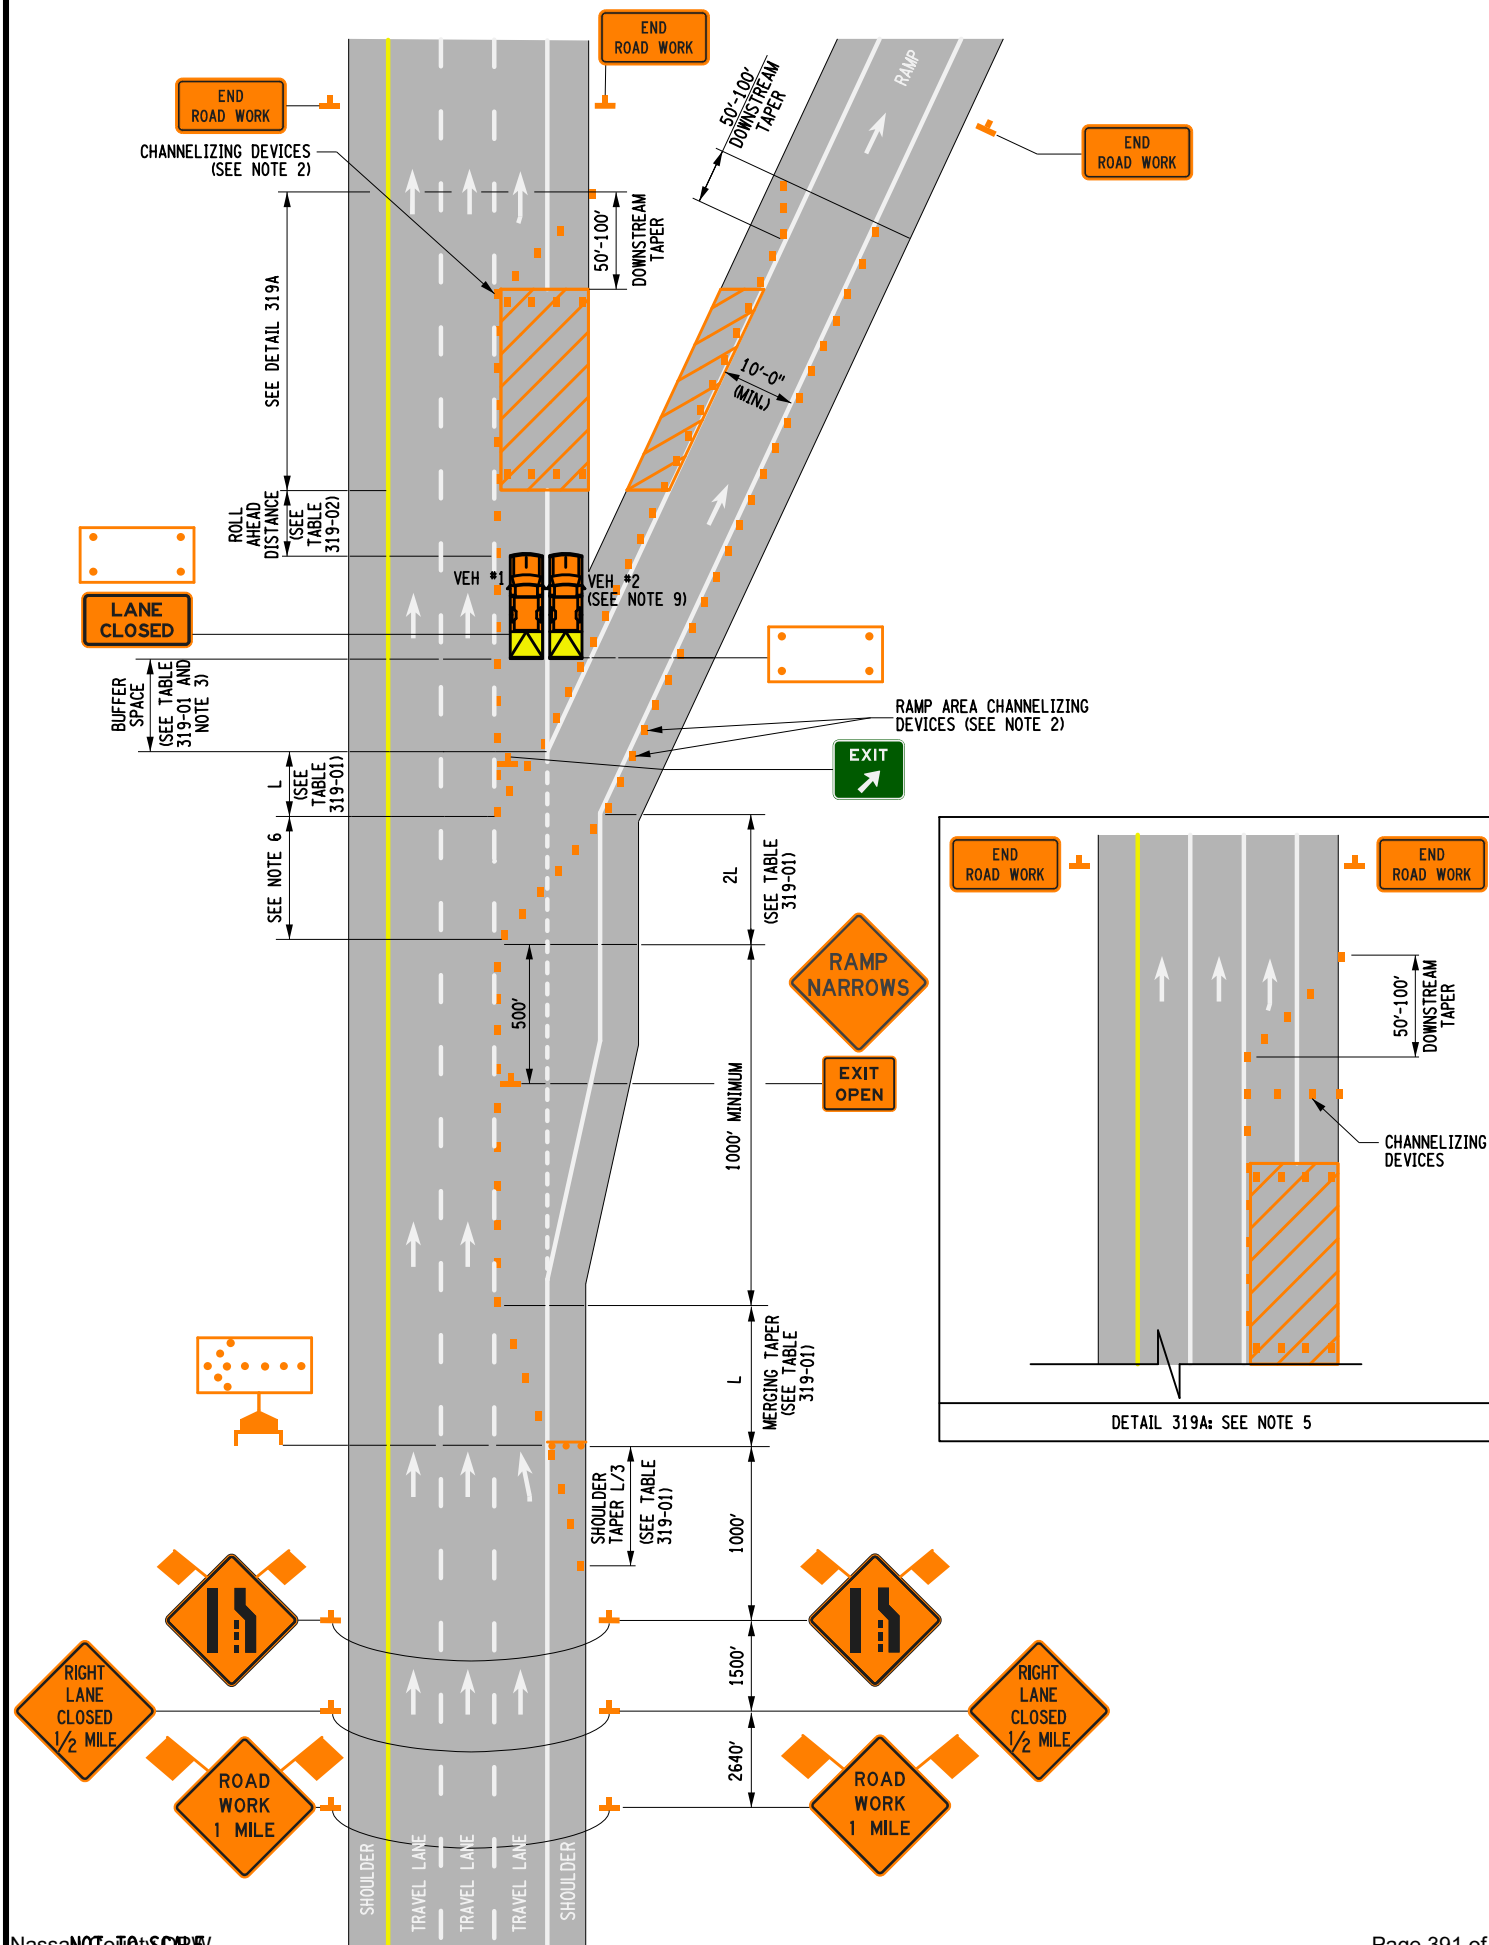 END
ROAD WORK
END
ROAD WORK
CHANNELIZING DEVICES
(SEE NOTE 2)
50'-100'
DOWNSTREAM
TAPER
RAMP
END
ROAD WORK
50'-100'
DOWNSTREAM
TAPER
SEE DETAIL 319A
10'-0"
(MIN.)
ROLL
AHEAD
DISTANCE
(SEE
TABLE
319-02)
VEH #1
VEH #2
(SEE NOTE 9)
LANE
CLOSED
BUFFER
SPACE
(SEE TABLE
319-01 AND
NOTE 3)
RAMP AREA CHANNELIZING
DEVICES (SEE NOTE 2)
EXIT
L
(SEE
TABLE
319-01)
SEE NOTE 6
2L
(SEE TABLE
319-01)
RAMP
NARROWS
500'
EXIT
OPEN
1000' MINIMUM
END
ROAD WORK
END
ROAD WORK
50'-100'
DOWNSTREAM
TAPER
CHANNELIZING
DEVICES
DETAIL 319A: SEE NOTE 5
L
MERGING TAPER
(SEE TABLE
319-01)
SHOULDER
TAPER L/3
(SEE TABLE
319-01)
1000'
1500'
2640'
RIGHT
LANE
CLOSED
1/2 MILE
RIGHT
LANE
CLOSED
1/2 MILE
ROAD
WORK
1 MILE
ROAD
WORK
1 MILE
SHOULDER
TRAVEL LANE
TRAVEL LANE
TRAVEL LANE
SHOULDER
NOT TO SCALE
Page 391 of